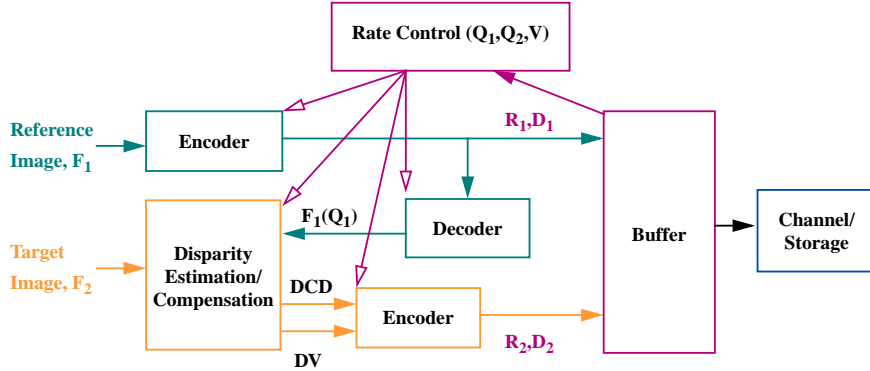 Rate Control (Q1,Q2,V)
Reference
Image, F1
Encoder
R1,D1
F1(Q1)
Decoder
Buffer
Channel/
Storage
Target
Image, F2
Disparity
Estimation/
Compensation
DCD
DV
Encoder
R2,D2